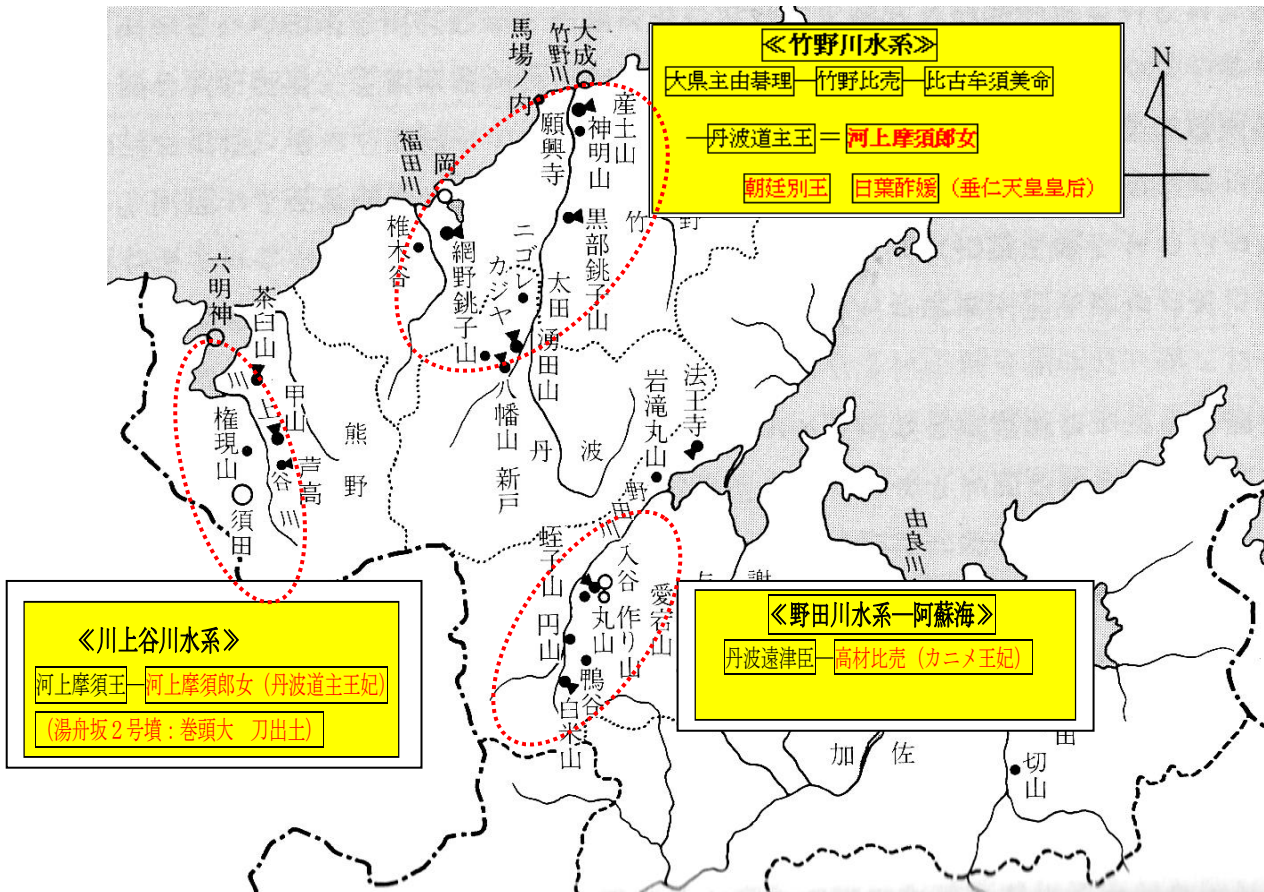 ≪竹野川水系≫
大県主由碁理―竹野比売―比古牟須美命
―丹波道主王＝河上摩須郎女
朝廷別王　日葉酢媛（垂仁天皇皇后）
N
大成
竹野川
馬場ノ内
産土山
神明山
願興寺
福田川
岡
竹野
黒部銚子山
椎木谷
網野銚子山
ニゴレ
カジヤ
太田
湧田山
八幡山
新戸
丹波
六明神
茶臼山
川上谷川
甲山
芦高
権現山
須田
熊野
法王寺
岩滝丸山
野田川
蛭子山
入谷
作り山
丸山
円山
愛宕山
鴨谷
白米山
与謝
由良川
加佐
田
切山
≪川上谷川水系≫
河上摩須王―河上摩須郎女（丹波道主王妃）
（湯舟坂２号墳：巻頭大　刀出土）
≪野田川水系―阿蘇海≫
丹波遠津臣―高材比売（カニメ王妃）